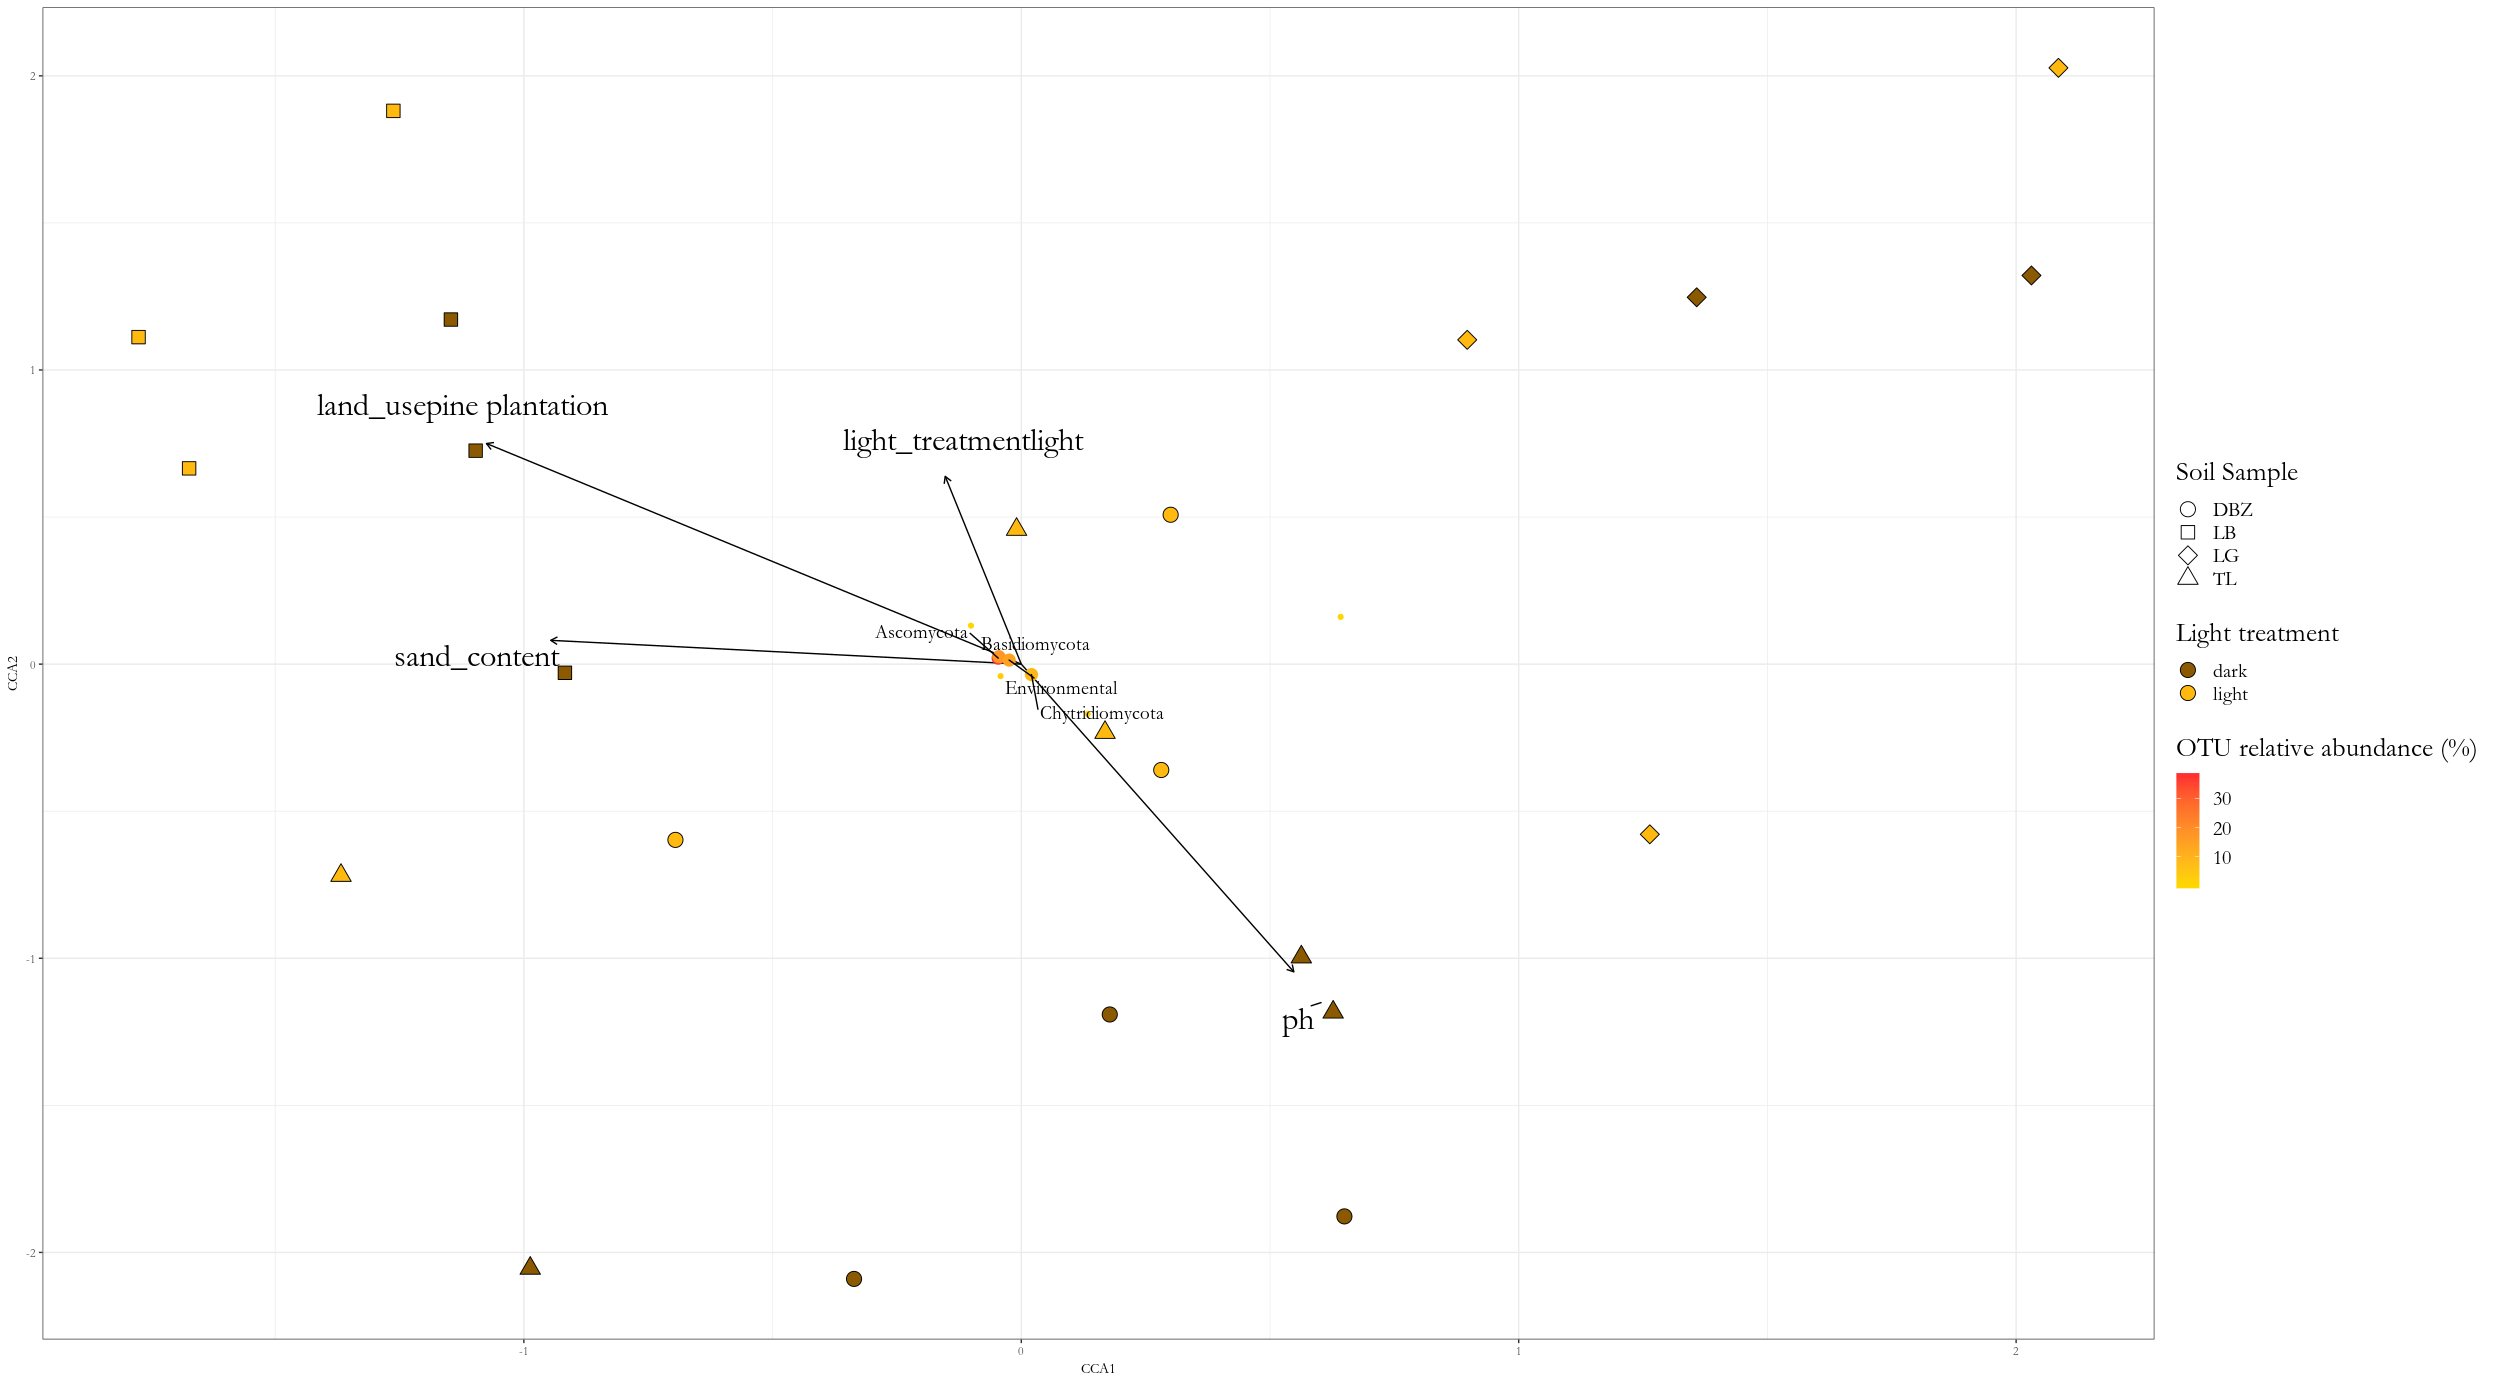 2
1
0
-1
-2
CCA2
-1
0
1
2
CCA1
land_usepine plantation
light_treatmentlight
sand_content
Ascomycota
Basidiomycota
Environmental
Chytridiomycota
ph
Soil Sample
DBZ
LB
LG
TL
Light treatment
dark
light
OTU relative abundance (%)
30
20
10